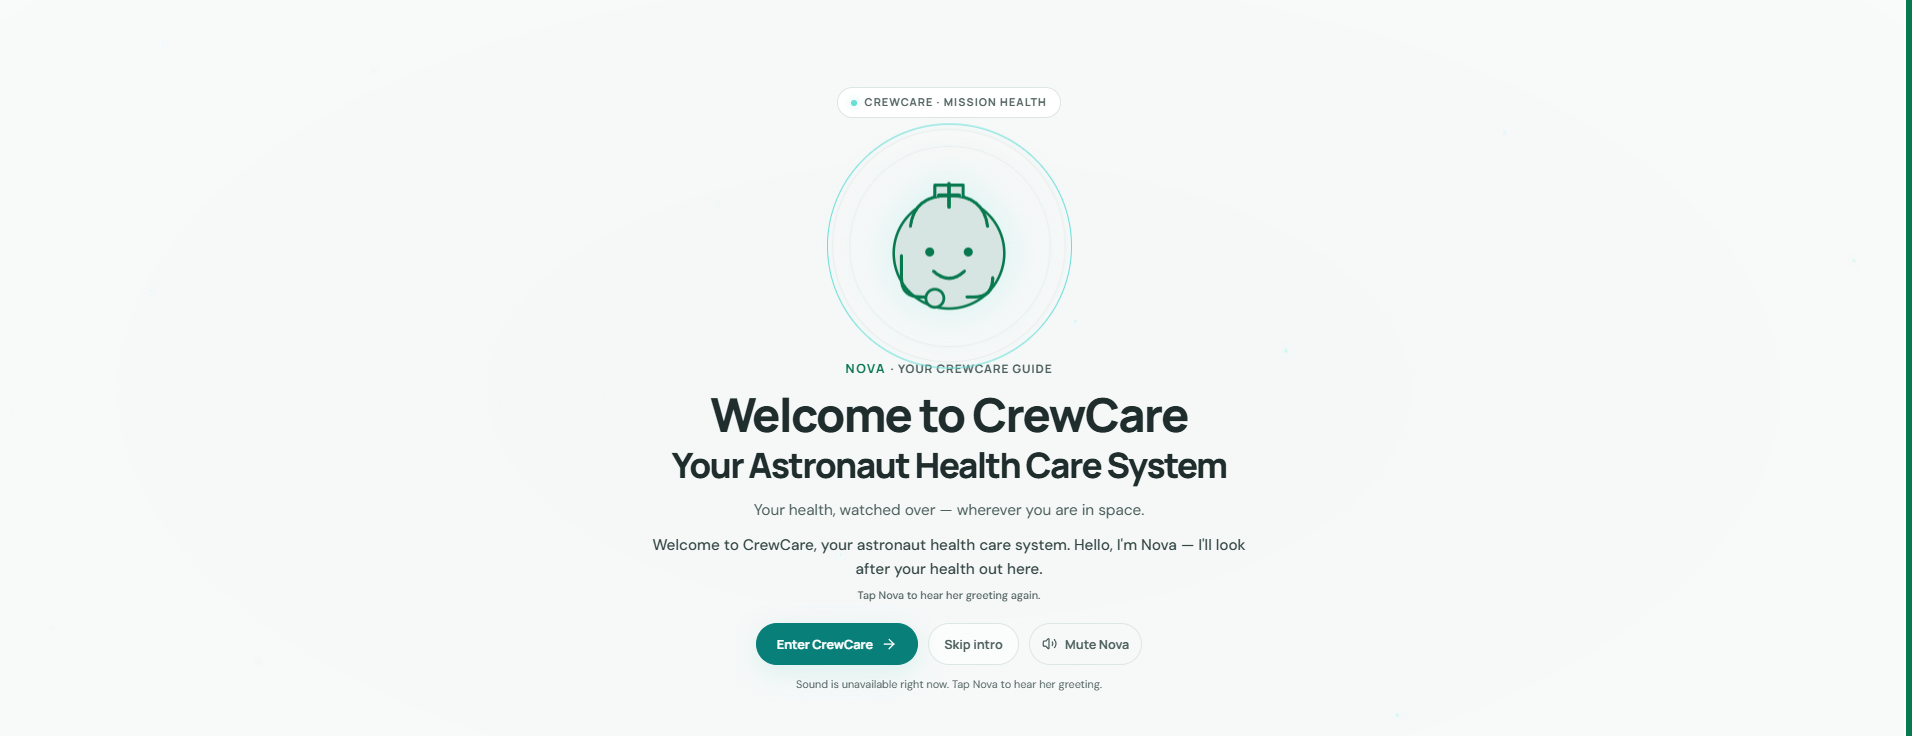 CREWCARE · MISSION HEALTH
NOVA · YOUR CREWCARE GUIDE
Welcome to CrewCare
Your Astronaut Health Care System
Your health, watched over — wherever you are in space.
Welcome to CrewCare, your astronaut health care system. Hello, I'm Nova — I'll look
after your health out here.
Tap Nova to hear her greeting again.
Enter CrewCare → Skip intro Mute Nova
Sound is unavailable right now. Tap Nova to hear her greeting.